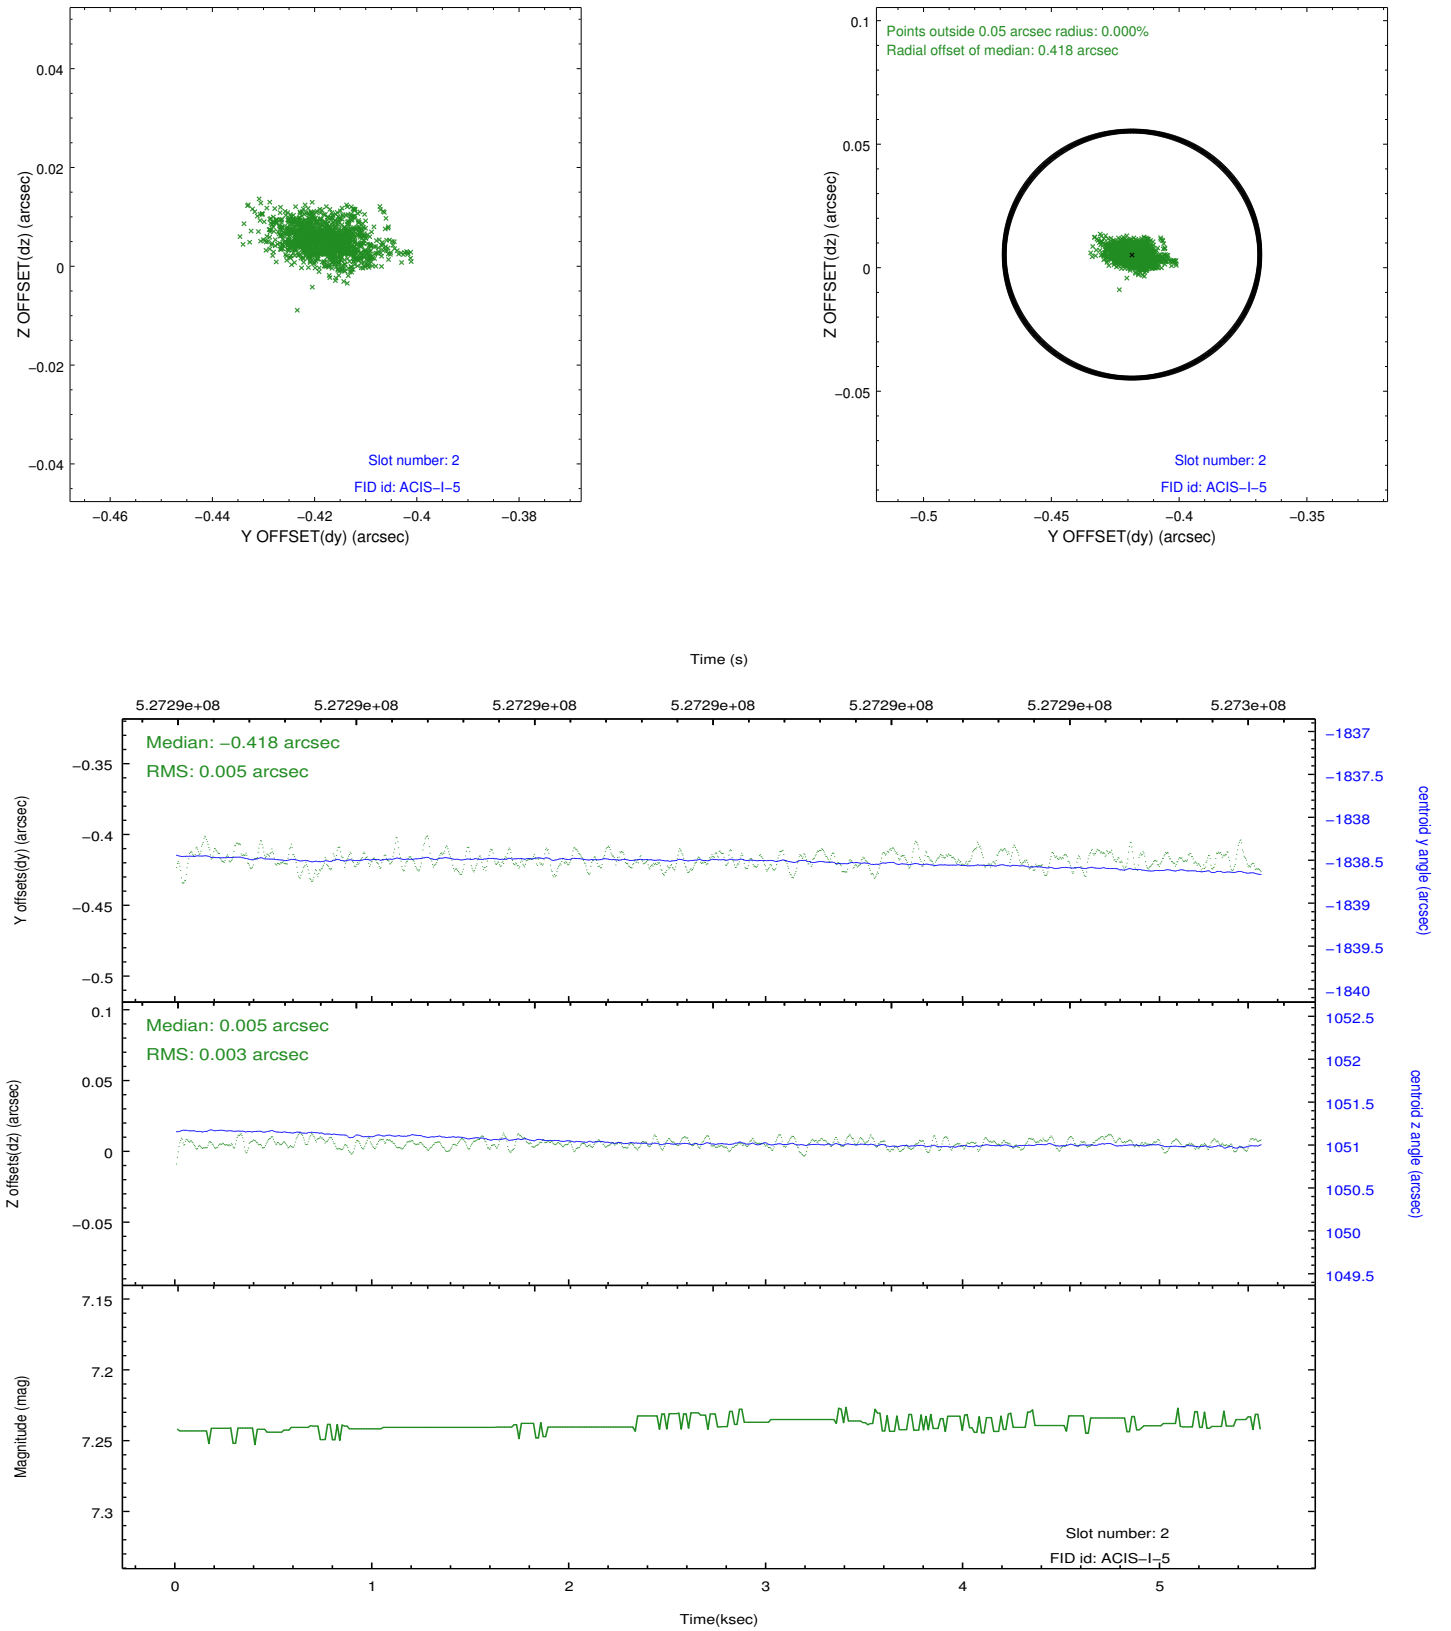 0.04
0.02
0
−0.02
−0.04
Z OFFSET(dz) (arcsec)
Slot number: 2
FID id: ACIS−I−5
−0.46
−0.44
−0.42
−0.4
−0.38
Y OFFSET(dy) (arcsec)
Points outside 0.05 arcsec radius: 0.000%
Radial offset of median: 0.418 arcsec
0.1
0.05
0
−0.05
Z OFFSET(dz) (arcsec)
Slot number: 2
FID id: ACIS−I−5
−0.5
−0.45
−0.4
−0.35
Y OFFSET(dy) (arcsec)
Time (s)
5.2729e+08 5.2729e+08 5.2729e+08 5.2729e+08 5.2729e+08 5.2729e+08 5.273e+08
Median: −0.418 arcsec
RMS: 0.005 arcsec
−0.35
−0.4
−0.45
−0.5
Y offsets(dy) (arcsec)
−1837
−1837.5
−1838
−1838.5
−1839
−1839.5
−1840
centroid y angle (arcsec)
Median: 0.005 arcsec
RMS: 0.003 arcsec
0.1
0.05
0
−0.05
Z offsets(dz) (arcsec)
1052.5
1052
1051.5
1051
1050.5
1050
1049.5
centroid z angle (arcsec)
7.15
7.2
7.25
7.3
Magnitude (mag)
Slot number: 2
FID id: ACIS−I−5
0 1 2 3 4 5
Time(ksec)